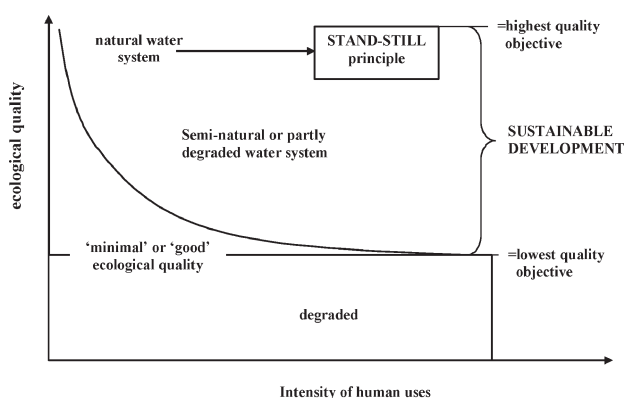 natural water
system
STAND-STILL
principle
=highest quality
objective
ecological quality
Semi-natural or partly
degraded water system
SUSTAINABLE
DEVELOPMENT
‘minimal’ or ‘good’
ecological quality
=lowest quality
objective
degraded
Intensity of human uses